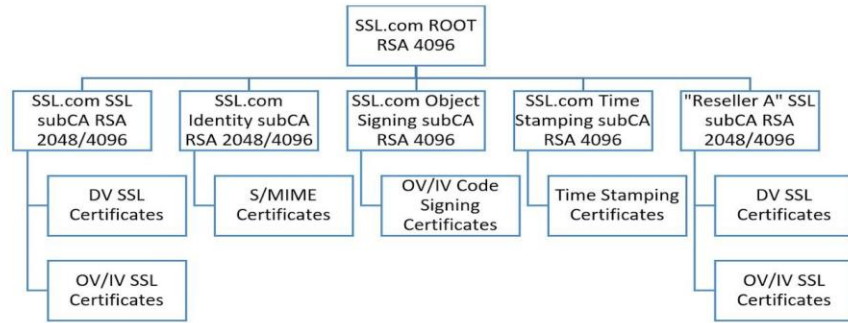 SSL.com ROOT
RSA 4096
SSL.com SSL
subCA RSA
2048/4096
SSL.com
Identity subCA
RSA 2048/4096
SSL.com Object
Signing subCA
RSA 4096
SSL.com Time
Stamping subCA
RSA 4096
"Reseller A" SSL
subCA RSA
2048/4096
DV SSL
Certificates
S/MIME
Certificates
OV/IV Code
Signing
Certificates
Time Stamping
Certificates
DV SSL
Certificates
OV/IV SSL
Certificates
OV/IV SSL
Certificates